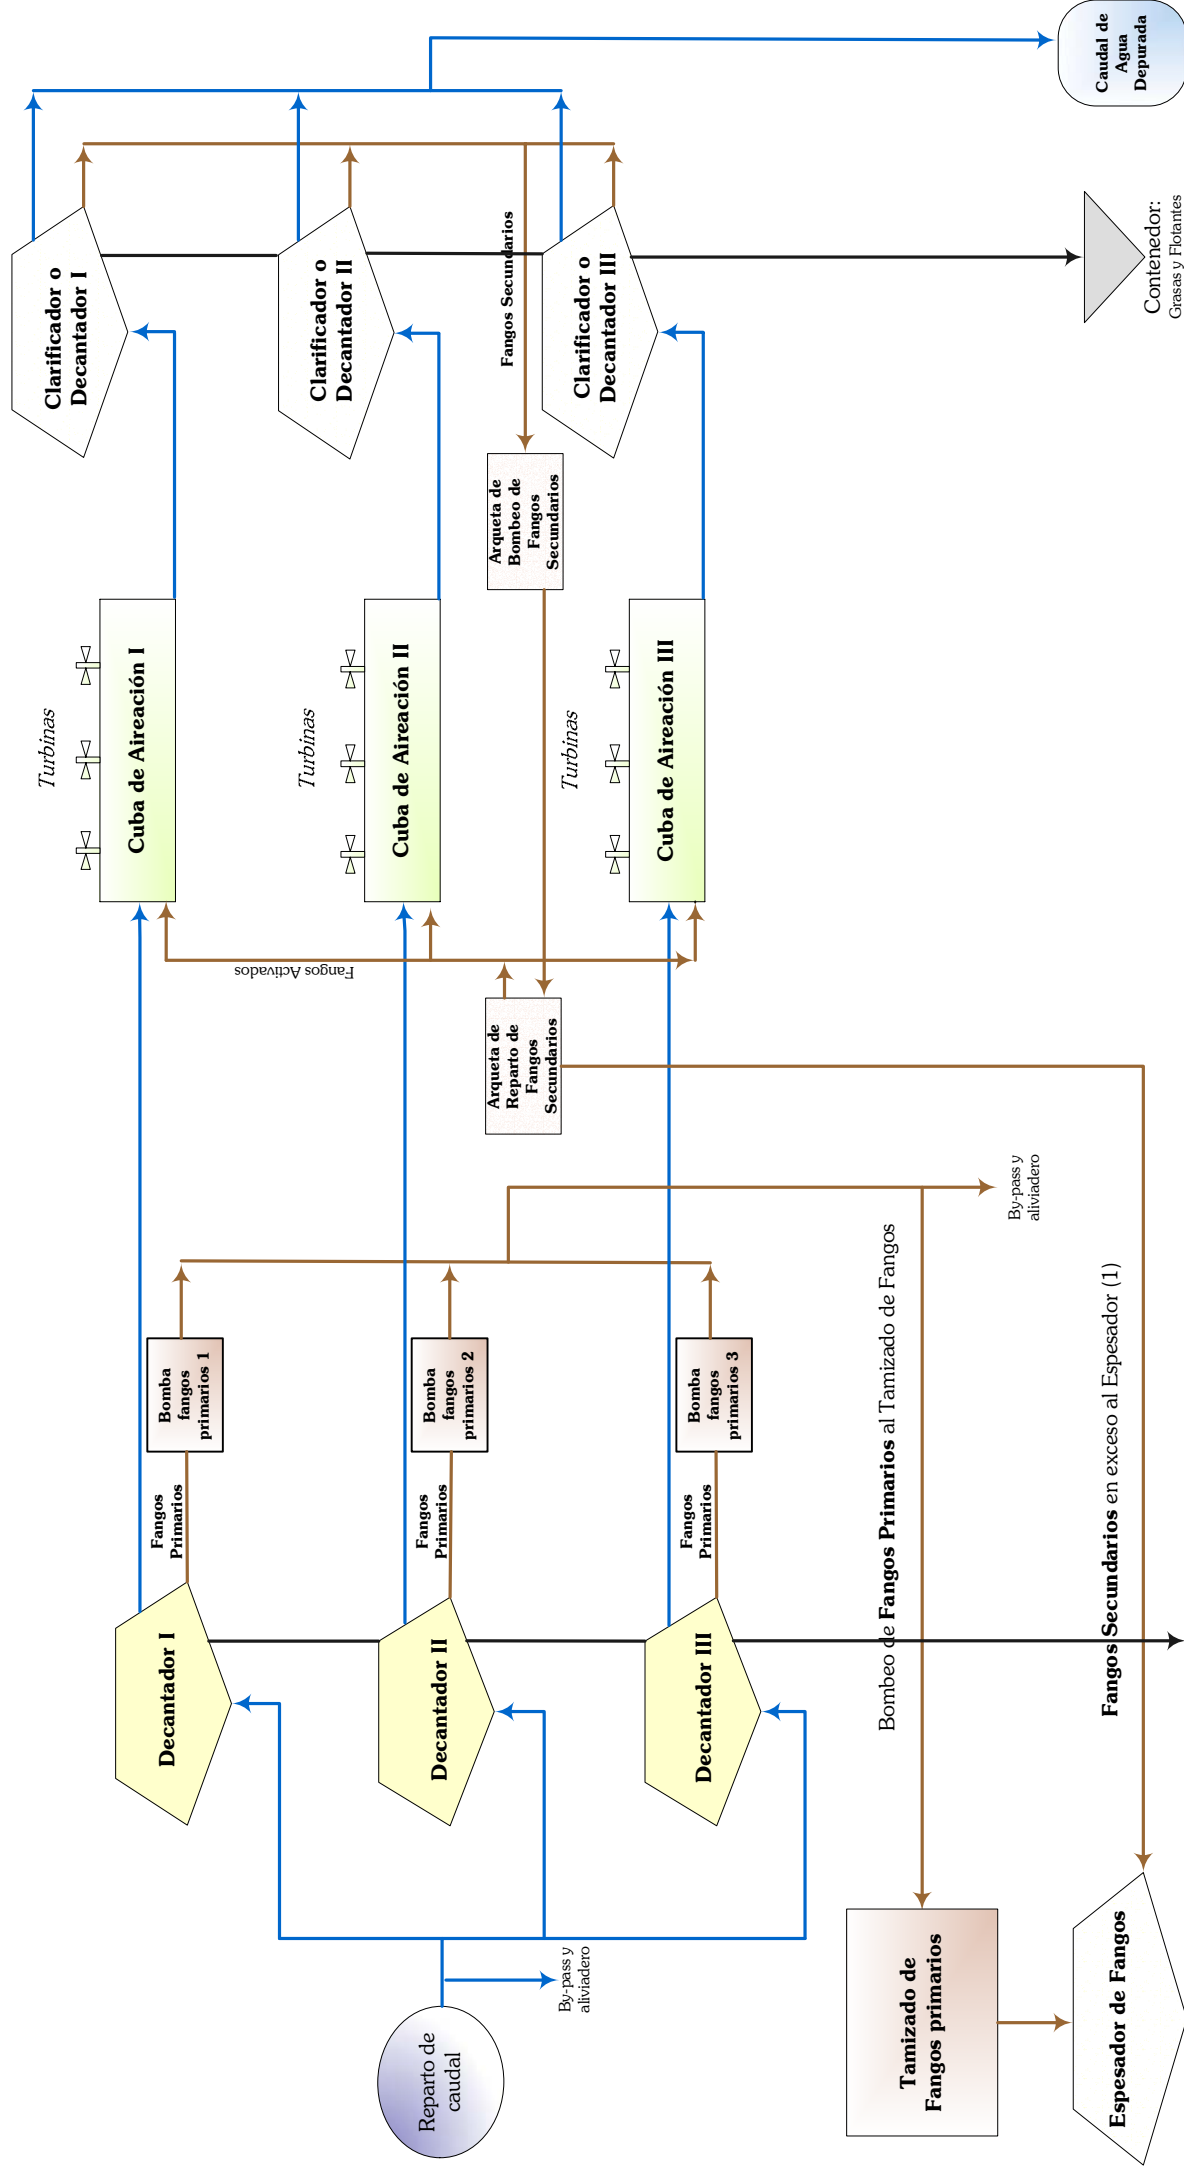 Reparto de
caudal
By-pass y
aliviadero
Decantador I
Fangos
Primarios
Bomba
fangos
primarios 1
Decantador II
Fangos
Primarios
Bomba
fangos
primarios 2
Decantador III
Fangos
Primarios
Bomba
fangos
primarios 3
By-pass y
aliviadero
Bombeo de Fangos Primarios al Tamizado de Fangos
Fangos Secundarios en exceso al Espesador (1)
Tamizado de
Fangos primarios
Espesador de Fangos
Arqueta de
Reparto de
Fangos
Secundarios
Fangos Activados
Turbinas
Cuba de Aireación I
Turbinas
Cuba de Aireación II
Turbinas
Cuba de Aireación III
Arqueta de
Bombeo de
Fangos
Secundarios
Fangos Secundarios
Clarificador o
Decantador I
Clarificador o
Decantador II
Clarificador o
Decantador III
Contenedor:
Grasas y Flotantes
Caudal de
Agua
Depurada